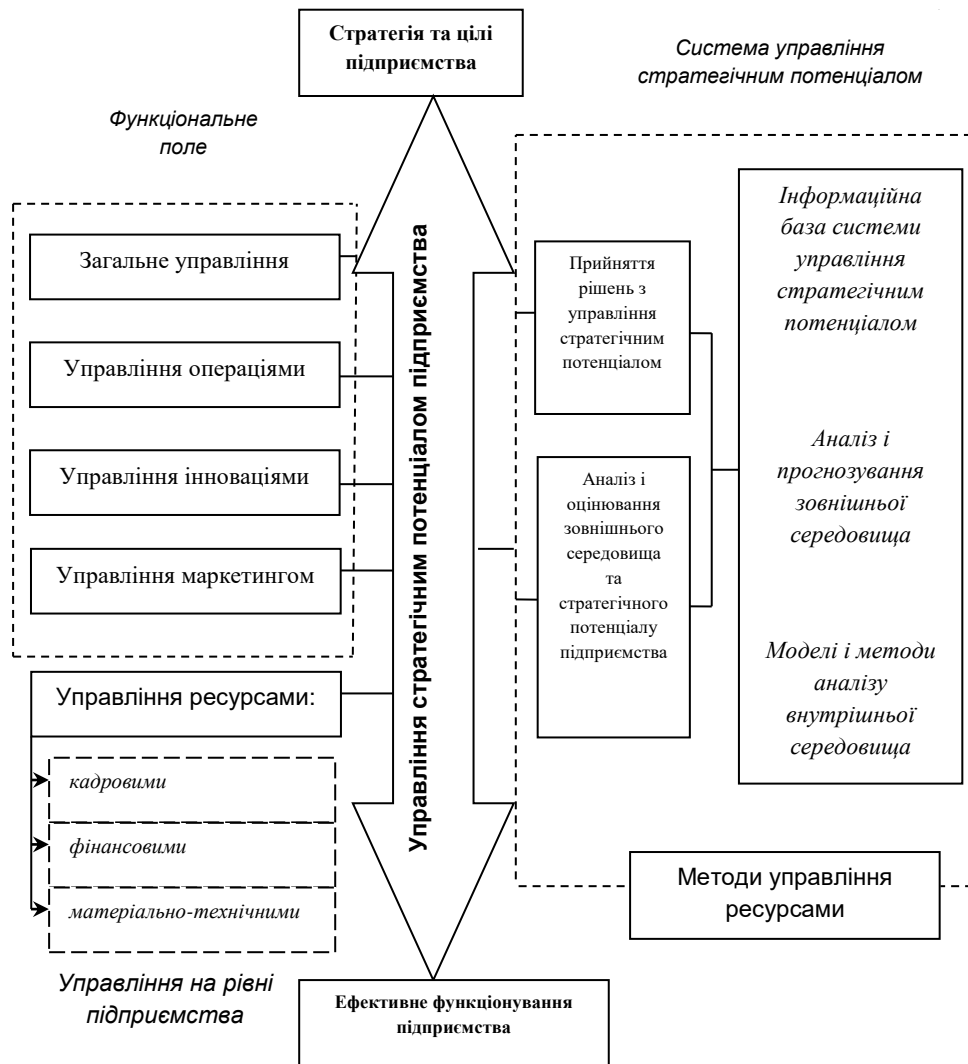 Стратегія та цілі
підприємства
Система управління
стратегічним потенціалом
Функціональне
поле
Загальне управління
Управління операціями
Управління інноваціями
Управління маркетингом
Управління ресурсами:
кадровими
фінансовими
матеріально-технічними
Управління на рівні
підприємства
Управління стратегічним потенціалом підприємства
Прийняття
рішень з
управління
стратегічним
потенціалом
Аналіз і
оцінювання
зовнішнього
середовища
та
стратегічного
потенціалу
підприємства
Інформаційна
база системи
управління
стратегічним
потенціалом
Аналіз і
прогнозування
зовнішньої
середовища
Моделі і методи
аналізу
внутрішньої
середовища
Методи управління
ресурсами
Ефективне функціонування
підприємства